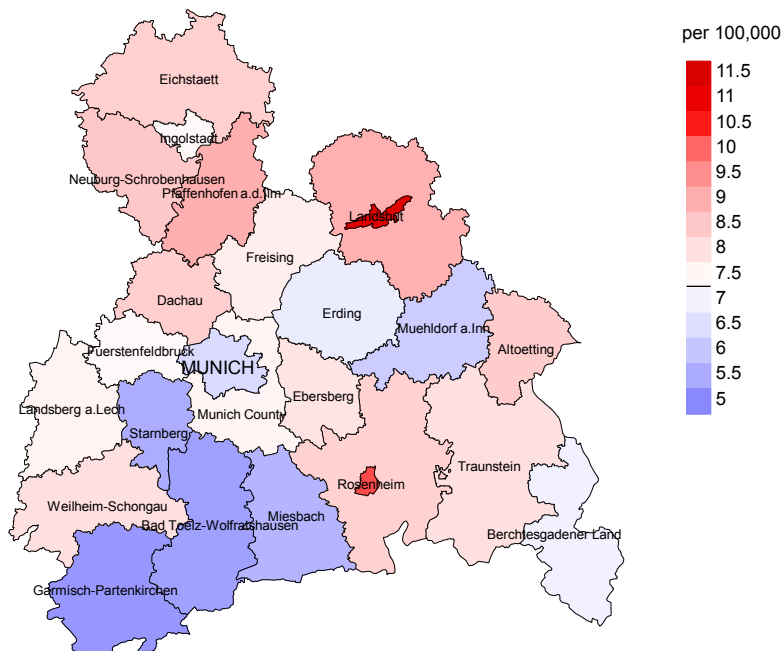 per 100,000
11.5
11
10.5
10
9.5
9
8.5
8
7.5
7
6.5
6
5.5
5
Eichstaett
Ingolstadt
Neuburg-Schrobenhausen
Pfaffenhofen a.d.Ilm
Landshut
Freising
Dachau
Erding
Muehldorf a.Inn
Altoetting
Fuerstenfeldbruck
MUNICH
Ebersberg
Landsberg a.Lech
Munich County
Starnberg
Traunstein
Rosenheim
Weilheim-Schongau
Miesbach
Bad Toelz-Wolfratshausen
Berchtesgadener Land
Garmisch-Partenkirchen